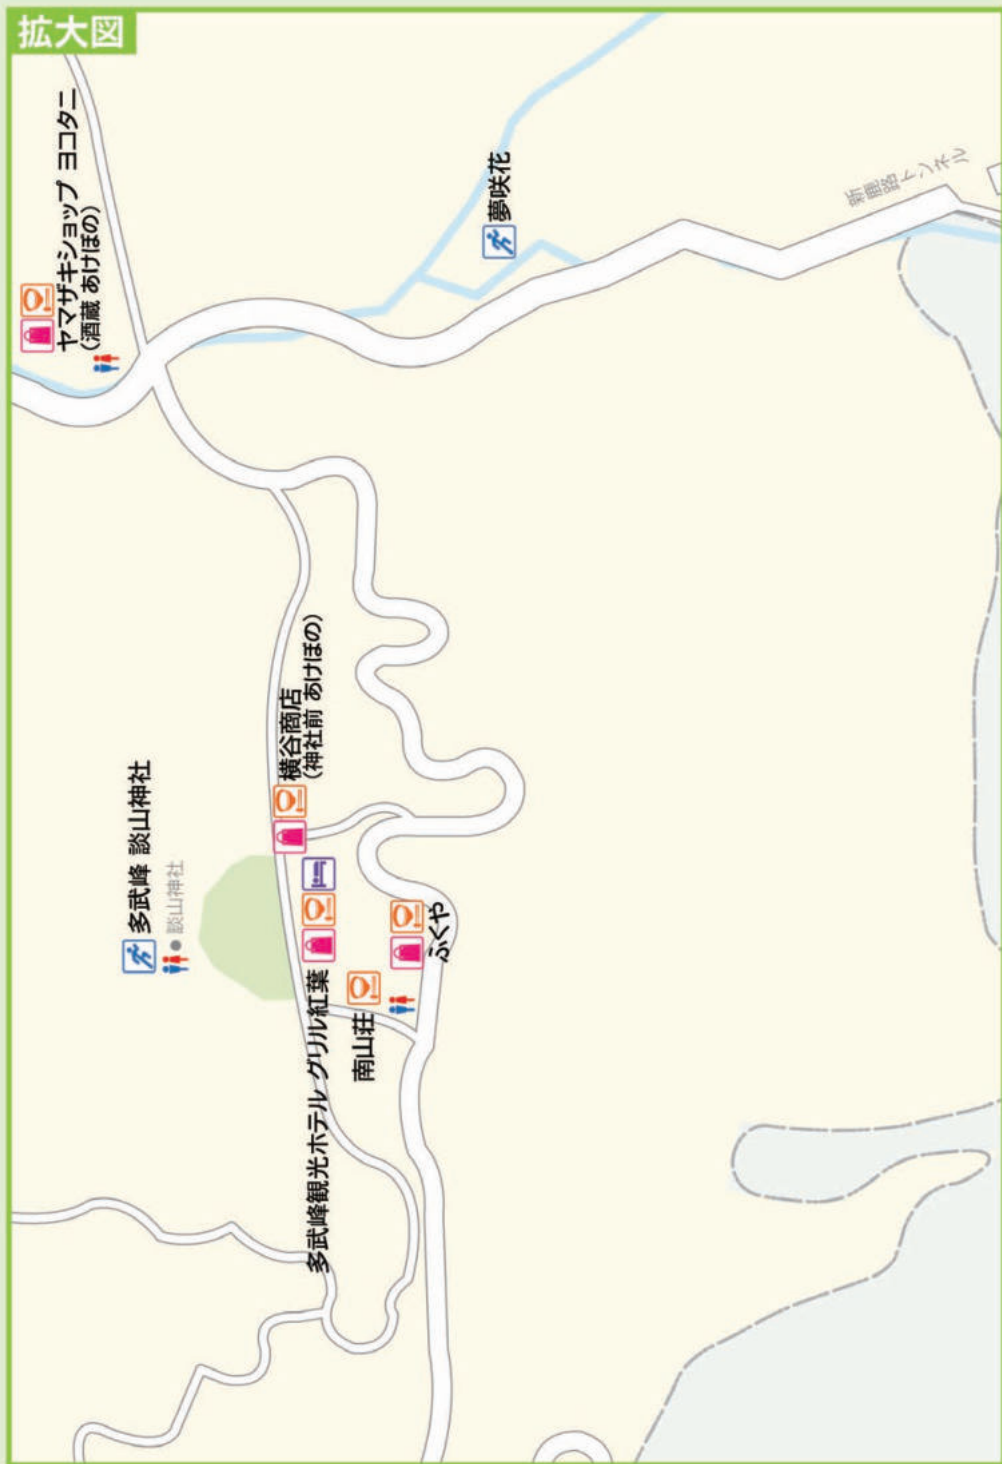 拡大図
ヤマザキショップ ヨコタニ
（酒蔵 あけぼの）
夢咲花
新鹿路トンネル
横谷商店
（神社前 あけぼの）
多武峰 談山神社
談山神社
多武峰観光ホテル グリル紅葉
南山荘
ふくや